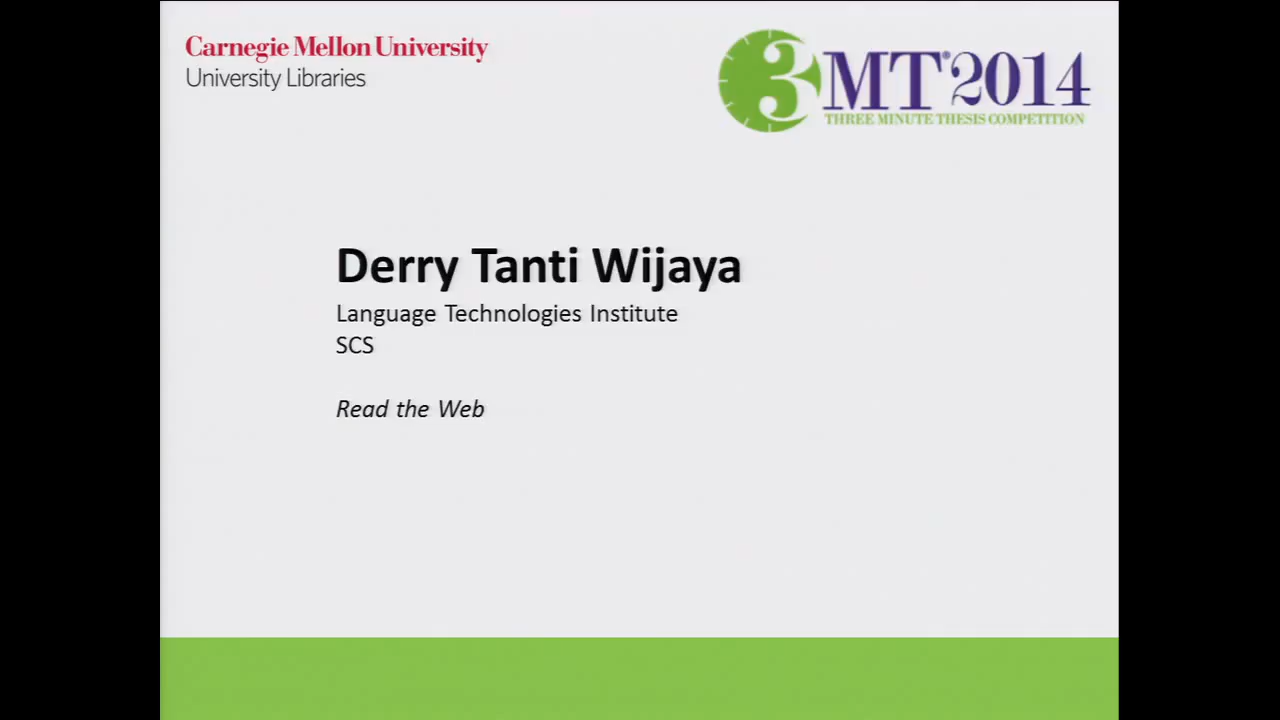 Carnegie Mellon University
University Libraries
3MT® 2014
THREE MINUTE THESIS COMPETITION
Derry Tanti Wijaya
Language Technologies Institute
SCS
Read the Web